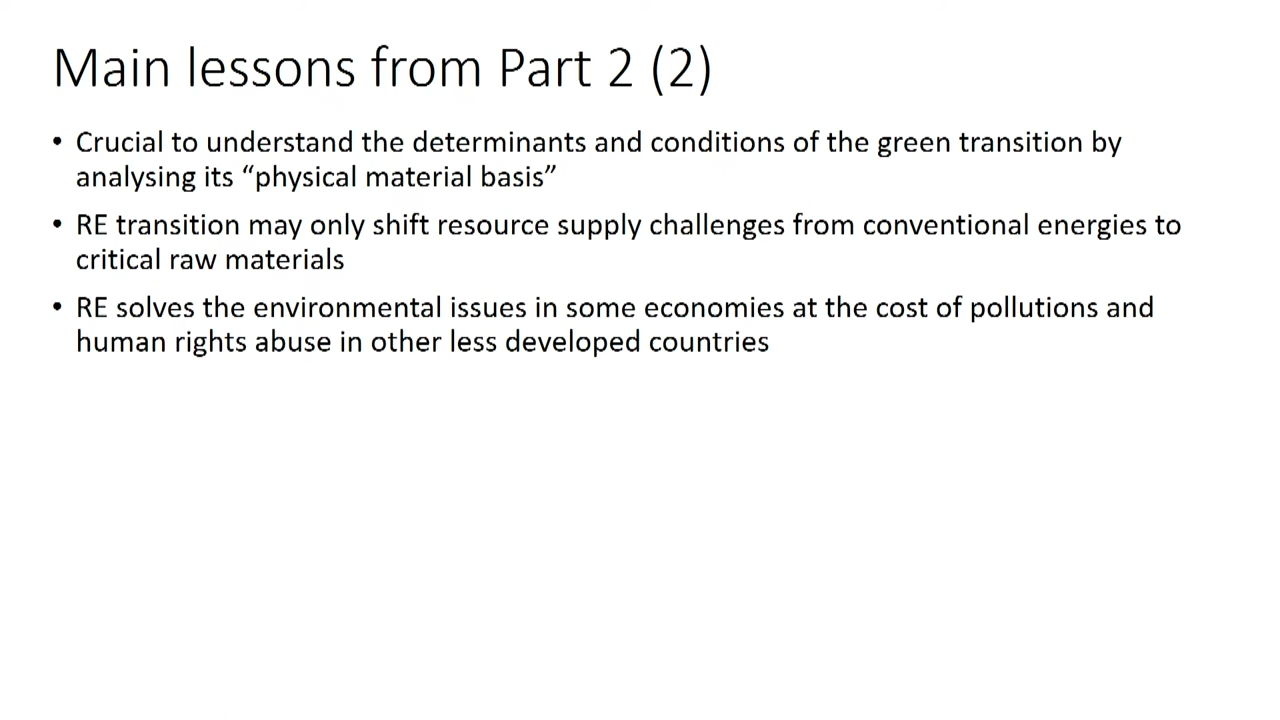 Main lessons from Part 2 (2)
• Crucial to understand the determinants and conditions of the green transition by
analysing its “physical material basis”
• RE transition may only shift resource supply challenges from conventional energies to
critical raw materials
• RE solves the environmental issues in some economies at the cost of pollutions and
human rights abuse in other less developed countries